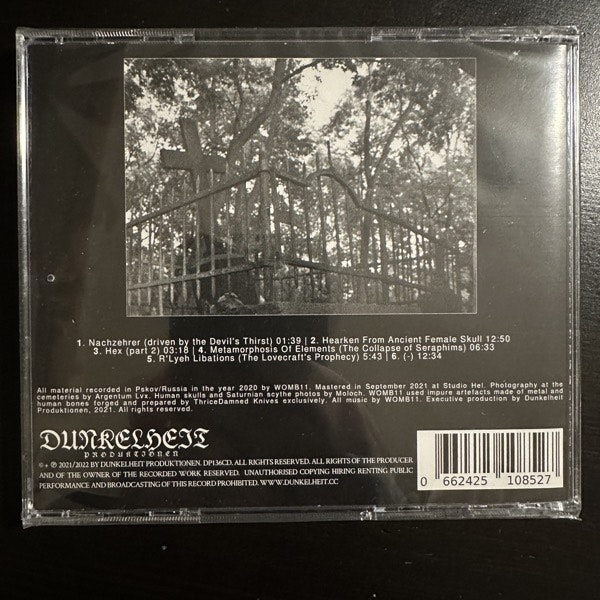 1. Nachzehrer (driven by the Devil's Thirst) 01:39 | 2. Hearken From Ancient Female Skull 12:50
3. Hex (part 2) 03:18 | 4. Metamorphosis Of Elements (The Collapse of Seraphims) 06:33
5. R'Lyeh Libations (The Lovecraft's Prophecy) 5:43 | 6. (-) 12:34
All material recorded in Pskov/Russia in the year 2020 by WOMB11. Mastered in September 2021 at Studio Hel. Photography at the
cemeteries by Argentum Lvx. Human skulls and Saturnian scythe photos by Moloch. WOMB11 used impure artefacts made of metal and
human bones forged and prepared by ThriceDamned Knives exclusively. All music by WOMB11. Executive production by Dunkelheit
Produktionen, 2021. All rights reserved.
DUNKELHEIT
PRODUKTIONEN
©+℗ 2021/2022 BY DUNKELHEIT PRODUKTIONEN. DP136CD. ALL RIGHTS RESERVED. ALL RIGHTS OF THE PRODUCER
AND OF THE OWNER OF THE RECORDED WORK RESERVED. UNAUTHORISED COPYING HIRING RENTING PUBLIC
PERFORMANCE AND BROADCASTING OF THIS RECORD PROHIBITED. WWW.DUNKELHEIT.CC
0 662425 108527